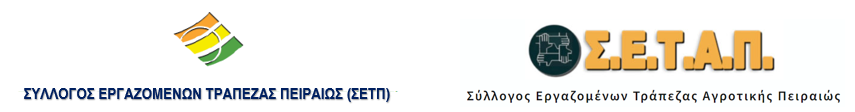 ΣΥΛΛΟΓΟΣ ΕΡΓΑΖΟΜΕΝΩΝ ΤΡΑΠΕΖΑΣ ΠΕΙΡΑΙΩΣ (ΣΕΤΠ)
Σ.Ε.Τ.Α.Π.
Σύλλογος Εργαζομένων Τράπεζας Αγροτικής Πειραιώς